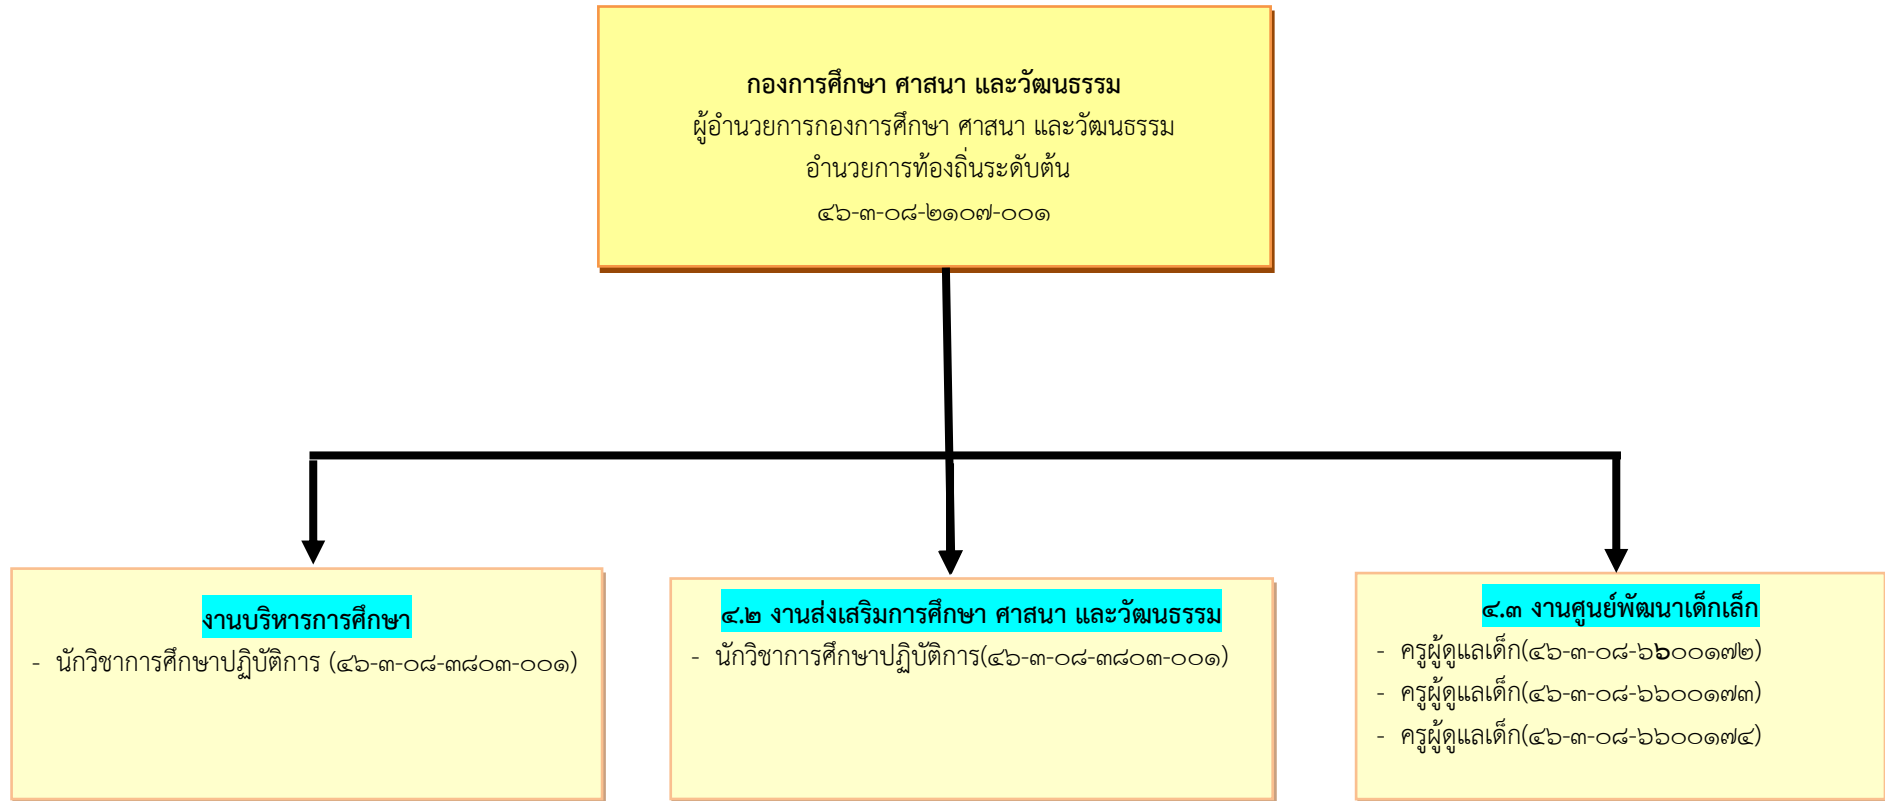 กองการศึกษา ศาสนา และวัฒนธรรม
ผู้อำนวยการกองการศึกษา ศาสนา และวัฒนธรรม
อำนวยการท้องถิ่นระดับต้น
๔๖-๓-๐๘-๒๑๐๗-๐๐๑
งานบริหารการศึกษา
- นักวิชาการศึกษาปฏิบัติการ (๔๖-๓-๐๘-๓๘๐๓-๐๐๑)
๔.๒ งานส่งเสริมการศึกษา ศาสนา และวัฒนธรรม
- นักวิชาการศึกษาปฏิบัติการ(๔๖-๓-๐๘-๓๘๐๓-๐๐๑)
๔.๓ งานศูนย์พัฒนาเด็กเล็ก
- ครูผู้ดูแลเด็ก(๔๖-๓-๐๘-๖๖๐๐๑๗๒)
- ครูผู้ดูแลเด็ก(๔๖-๓-๐๘-๖๖๐๐๑๗๓)
- ครูผู้ดูแลเด็ก(๔๖-๓-๐๘-๖๖๐๐๑๗๔)